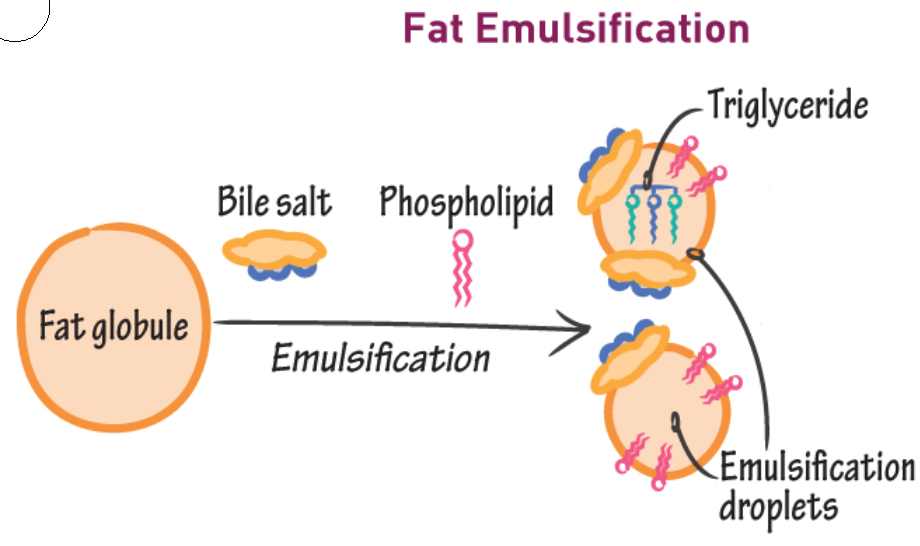 Fat Emulsification
Triglyceride
Bile salt
Phospholipid
Fat globule
Emulsification
Emulsification
droplets